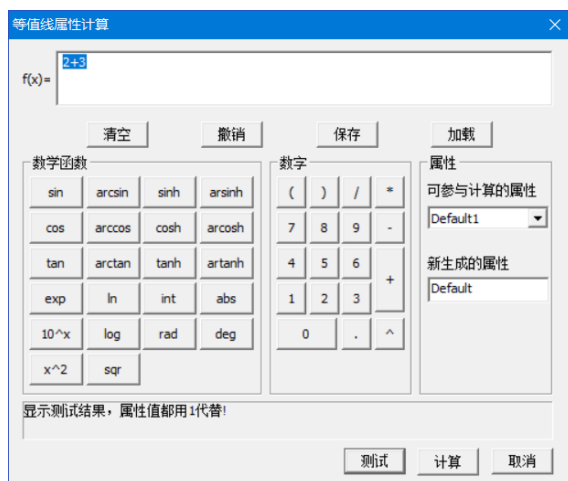 等值线属性计算
f(x)= 2+3
清空 撤销 保存 加载
数学函数 数字 属性
sin arcsin sinh arsinh ( ) / * 可参与计算的属性
cos arccos cosh arcosh 7 8 9 - Default1
tan arctan tanh artanh 4 5 6 + 新生成的属性
exp ln int abs 1 2 3 Default
10^x log rad deg 0 . ^
x^2 sqr
显示测试结果，属性值都用1代替!
测试 计算 取消